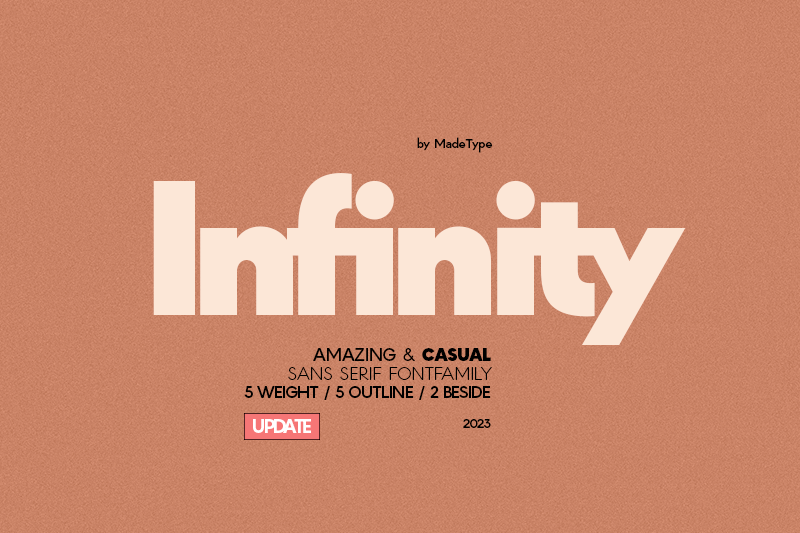 by MadeType
Infinity
AMAZING & CASUAL
SANS SERIF FONTFAMILY
5 WEIGHT / 5 OUTLINE / 2 BESIDE
UPDATE
2023